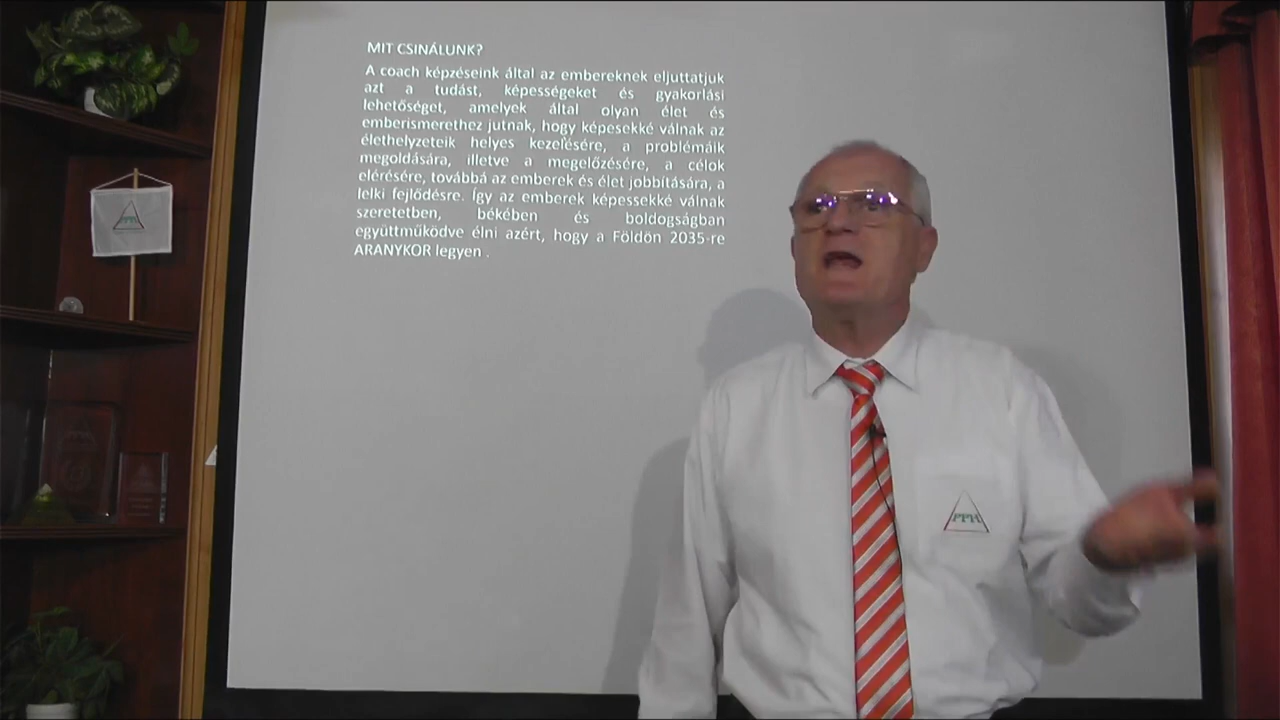 MIT CSINÁLUNK?
A coach képzéseink által az embereknek eljuttatjuk
azt a tudást, képességeket és gyakorlási
lehetőséget, amelyek által olyan élet és
emberismerethez jutnak, hogy képesekké válnak az
élethelyzeteik helyes kezelésére, a problémáik
megoldására, illetve a megelőzésére, a célok
elérésére, továbbá az emberek és élet jobbítására, a
lelki fejlődésre. Így az emberek képessekké válnak
szeretetben, békében és boldogságban
együttműködve élni azért, hogy a Földön 2035-re
ARANYKOR legyen .
PPK